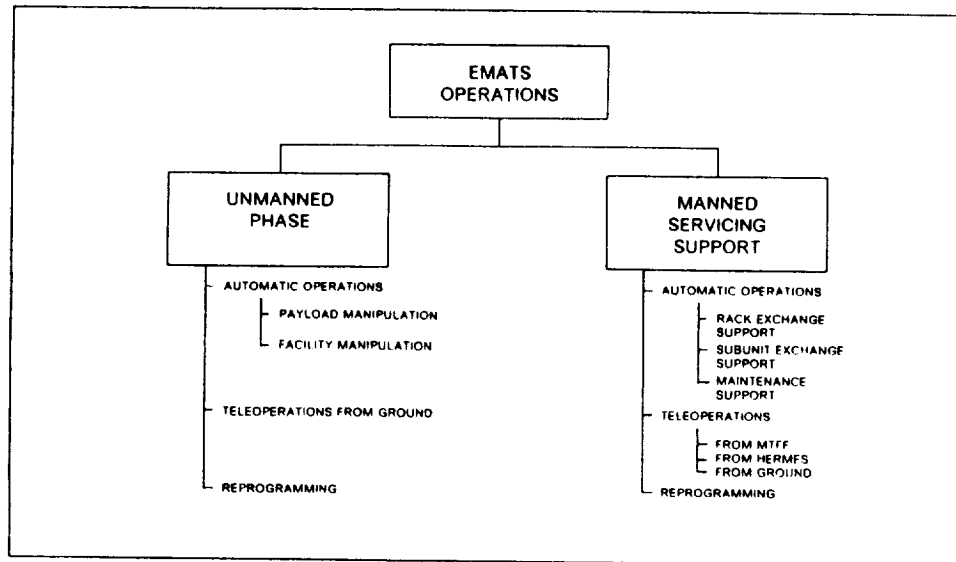 EMATS
OPERATIONS
UNMANNED
PHASE
AUTOMATIC OPERATIONS
PAYLOAD MANIPULATION
FACILITY MANIPULATION
TELEOPERATIONS FROM GROUND
REPROGRAMMING
MANNED
SERVICING
SUPPORT
AUTOMATIC OPERATIONS
RACK EXCHANGE
SUPPORT
SUBUNIT EXCHANGE
SUPPORT
MAINTENANCE
SUPPORT
TELEOPERATIONS
FROM MTFF
FROM HERMES
FROM GROUND
REPROGRAMMING